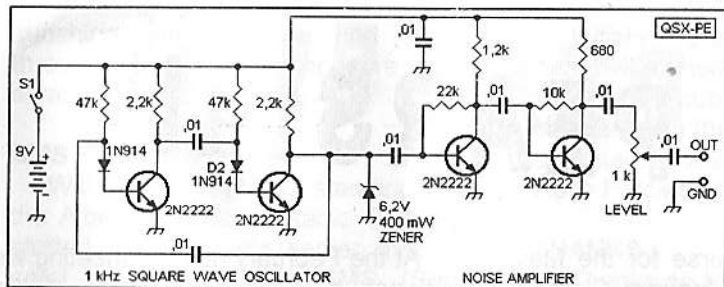 QSX-PE
,01
1,2k
680
S1
47k
2,2k
47k
2,2k
22k
,01
10k
,01
,01
9V
+
1N914
D2
1N914
,01
,01
OUT
2N2222
2N2222
6,2V
400 mW
ZENER
2N2222
2N2222
1 k
LEVEL
GND
,01
1 kHz SQUARE WAVE OSCILLATOR
NOISE AMPLIFIER